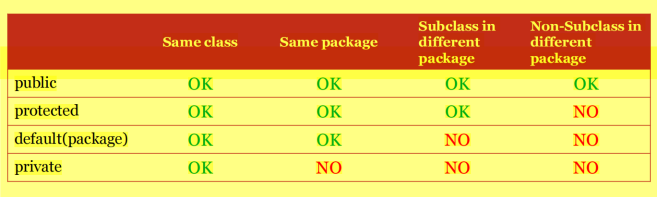 Same class Same package Subclass in different package Non-Subclass in different package
public OK OK OK OK
protected OK OK OK NO
default(package) OK OK NO NO
private OK NO NO NO